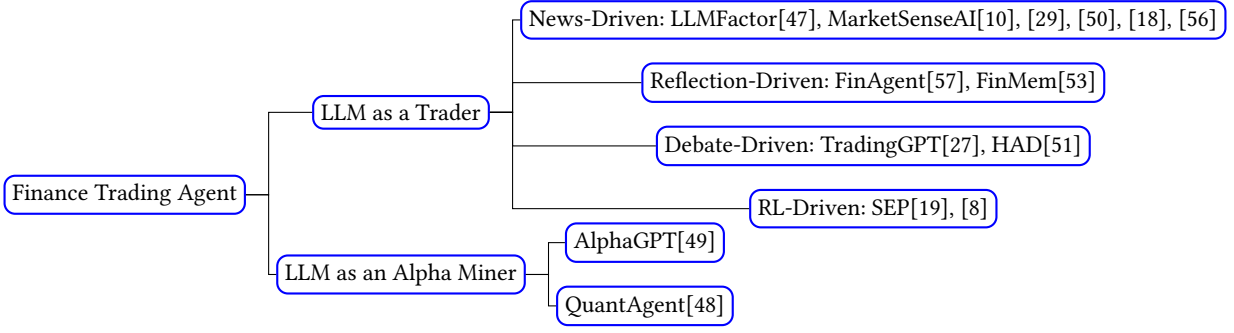 News-Driven: LLMFactor[47], MarketSenseAI[10], [29], [50], [18], [56]
Reflection-Driven: FinAgent[57], FinMem[53]
LLM as a Trader
Debate-Driven: TradingGPT[27], HAD[51]
Finance Trading Agent
RL-Driven: SEP[19], [8]
AlphaGPT[49]
LLM as an Alpha Miner
QuantAgent[48]